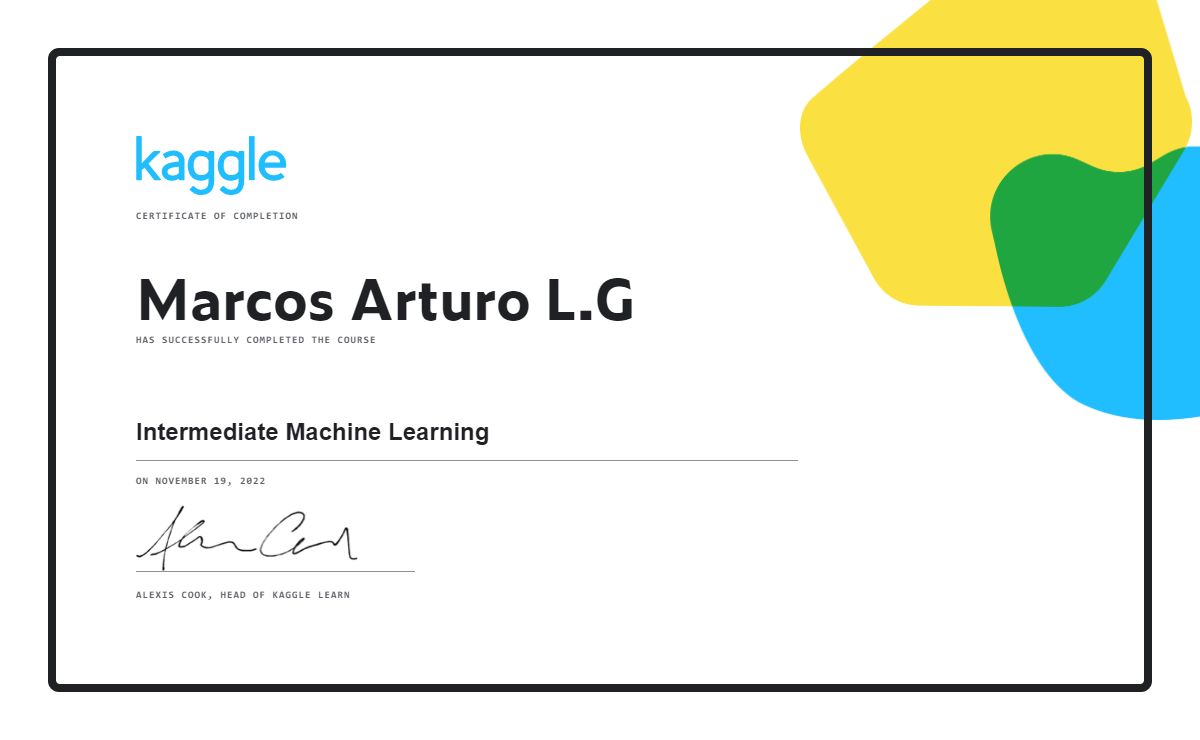 kaggle
CERTIFICATE OF COMPLETION
Marcos Arturo L.G
HAS SUCCESSFULLY COMPLETED THE COURSE
Intermediate Machine Learning
ON NOVEMBER 19, 2022
Alexis Cook
ALEXIS COOK, HEAD OF KAGGLE LEARN